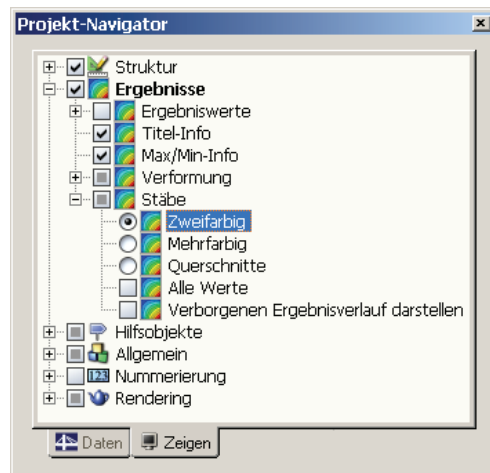 Projekt-Navigator
Struktur
Ergebnisse
Ergebniswerte
Titel-Info
Max/Min-Info
Verformung
Stäbe
Zweifarbig
Mehrfarbig
Querschnitte
Alle Werte
Verborgenen Ergebnisverlauf darstellen
Hilfsobjekte
Allgemein
123 Nummerierung
Rendering
Daten Zeigen